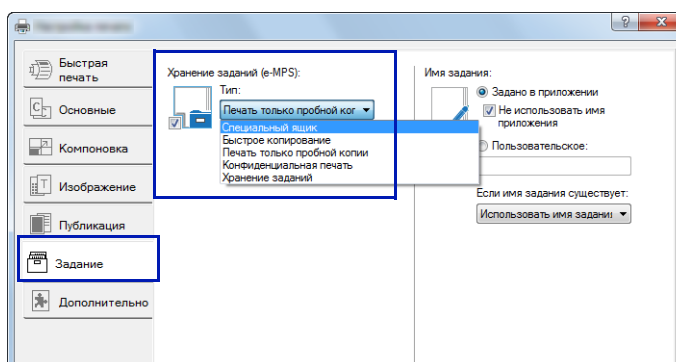 Быстрая
печать
Основные
Компоновка
Изображение
Публикация
Задание
Дополнительно
Хранение заданий (e-MPS):
Тип:
Печать только пробной ког
Специальный ящик
Быстрое копирование
Печать только пробной копии
Конфиденциальная печать
Хранение заданий
Имя задания:
Задано в приложении
Не использовать имя
приложения
Пользовательское:
Если имя задания существует:
Использовать имя задани